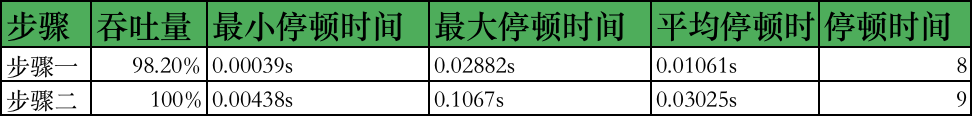 步骤 吞吐量 最小停顿时间 最大停顿时间 平均停顿时 停顿时间
步骤一 98.20% 0.00039s 0.02882s 0.01061s 8
步骤二 100% 0.00438s 0.1067s 0.03025s 9